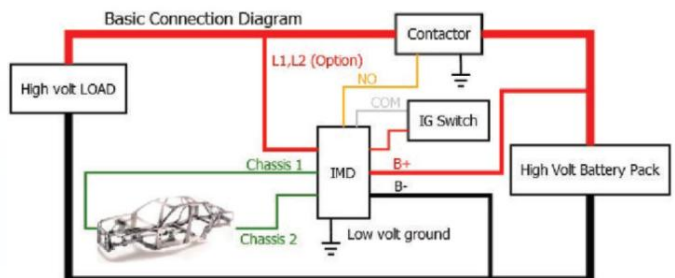 Basic Connection Diagram
Contactor
L1,L2 (Option)
High volt LOAD
NO
COM
IG Switch
Chassis 1
IMD
B+
High Volt Battery Pack
B-
Chassis 2
Low volt ground